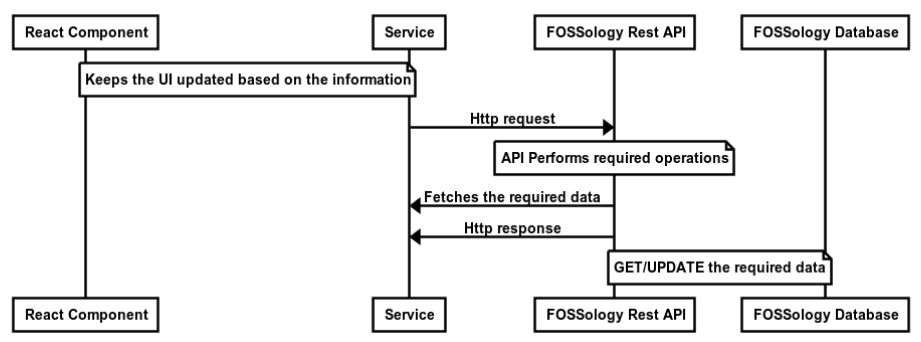 React Component
Service
FOSSology Rest API
FOSSology Database
Keeps the UI updated based on the information
Http request
API Performs required operations
Fetches the required data
Http response
GET/UPDATE the required data
React Component
Service
FOSSology Rest API
FOSSology Database